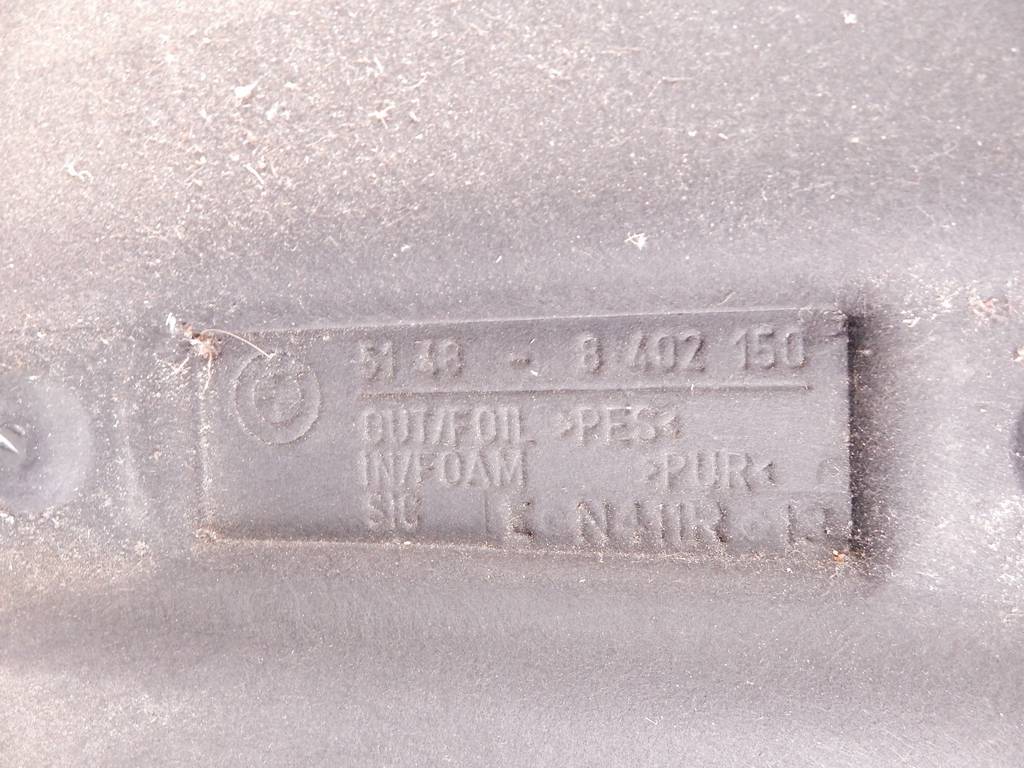 51 48 - 8 402 150
OUT/FOIL >PES<
IN/FOAM >PUR<